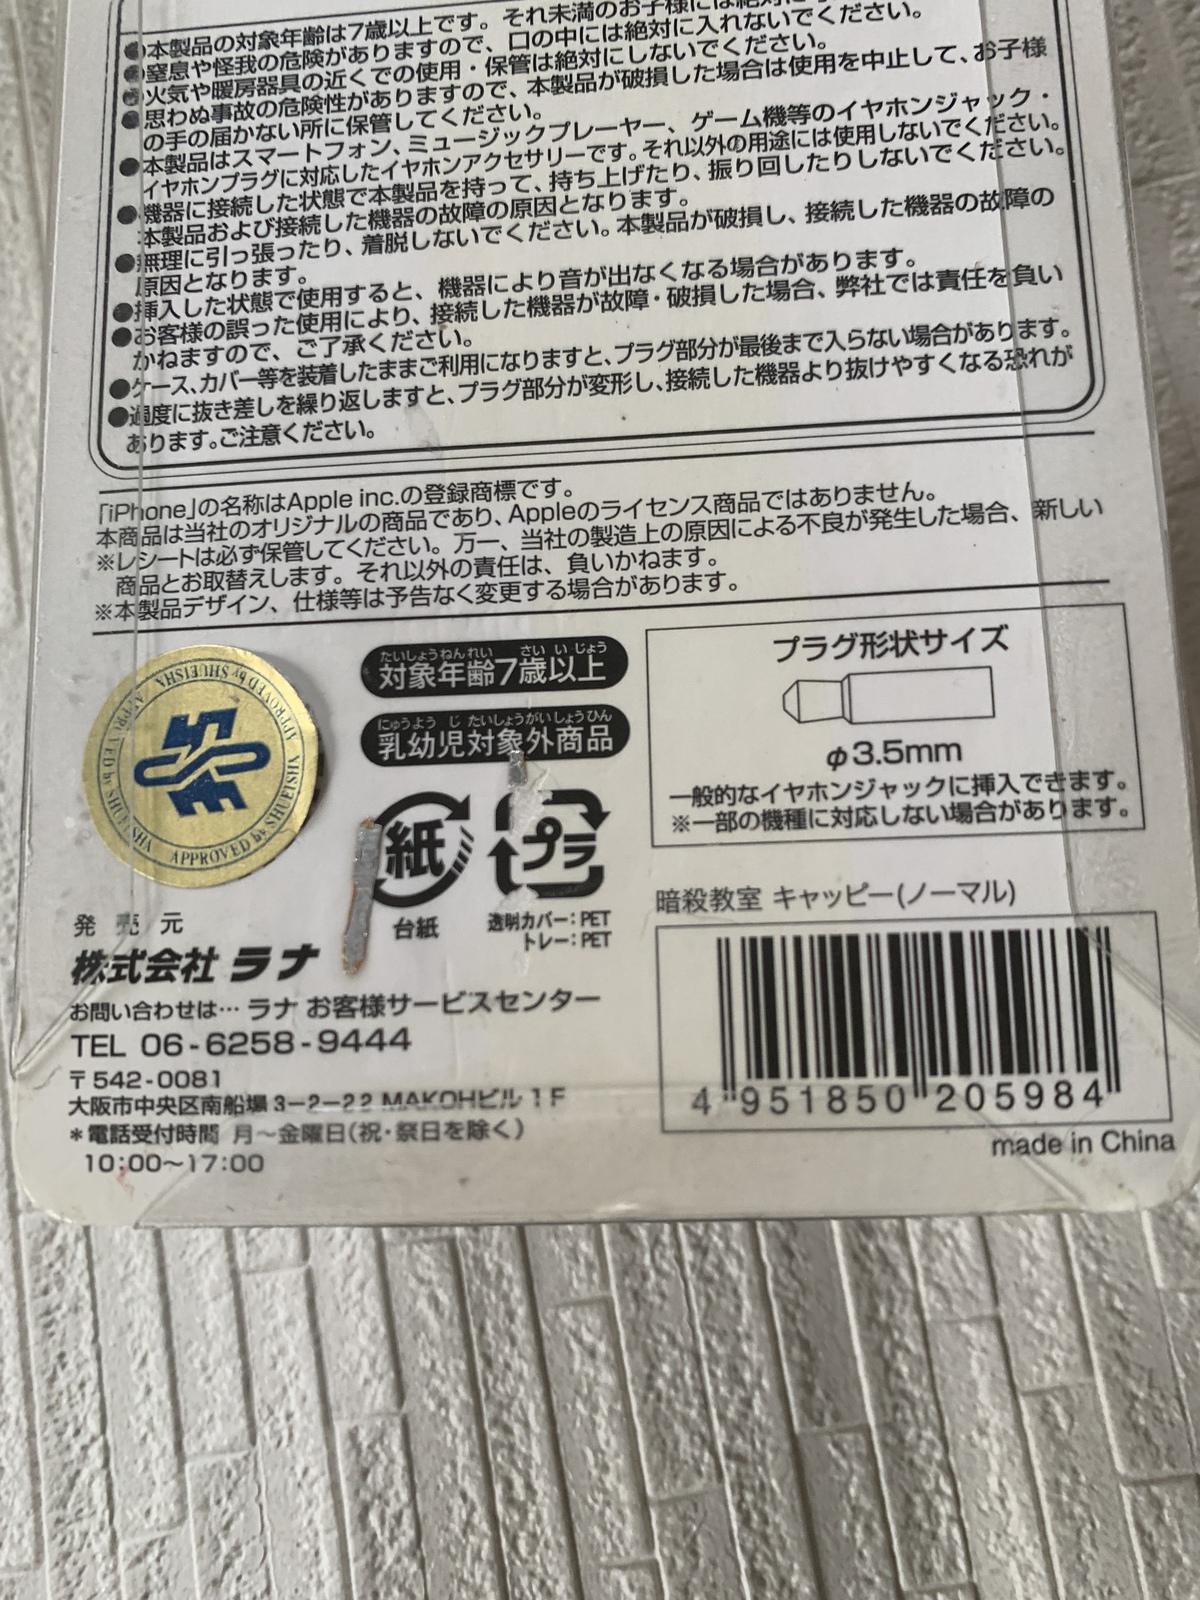 ●本製品の対象年齢は7歳以上です。それ未満のお子様には絶対に
●窒息や怪我の危険がありますので、口の中には絶対に入れないでください。
●火気や暖房器具の近くでの使用・保管は絶対にしないでください。
●思わぬ事故の危険性がありますので、本製品が破損した場合は使用を中止して、お子様
の手の届かない所に保管してください。
●本製品はスマートフォン、ミュージックプレーヤー、ゲーム機等のイヤホンジャック・
イヤホンプラグに対応したイヤホンアクセサリーです。それ以外の用途には使用しないでください。
●機器に接続した状態で本製品を持って、持ち上げたり、振り回したりしないでください。
本製品および接続した機器の故障の原因となります。
●無理に引っ張ったり、着脱しないでください。本製品が破損し、接続した機器の故障の
原因となります。
●挿入した状態で使用すると、機器により音が出なくなる場合があります。
●お客様の誤った使用により、接続した機器が故障・破損した場合、弊社では責任を負い
かねますので、ご了承ください。
●ケース、カバー等を装着したままご利用になりますと、プラグ部分が最後まで入らない場合があります。
●過度に抜き差しを繰り返しますと、プラグ部分が変形し、接続した機器より抜けやすくなる恐れが
あります。ご注意ください。
「iPhone」の名称はApple inc.の登録商標です。
本商品は当社のオリジナルの商品であり、Appleのライセンス商品ではありません。
※レシートは必ず保管してください。万一、当社の製造上の原因による不良が発生した場合、新しい
商品とお取替えします。それ以外の責任は、負いかねます。
※本製品デザイン、仕様等は予告なく変更する場合があります。
APPROVED by SHUEISHA APPROVED by SHUEISHA APPROVED by SHUEISHA
たいしょうねんれい さい いじょう
対象年齢7歳以上
にゅうよう じ たいしょうがいしょうひん
乳幼児対象外商品
紙
台紙
プラ
透明カバー：PET
トレー：PET
プラグ形状サイズ
φ3.5mm
一般的なイヤホンジャックに挿入できます。
※一部の機種に対応しない場合があります。
発売元
株式会社 ラナ
お問い合わせは… ラナ お客様サービスセンター
TEL 06-6258-9444
〒542-0081
大阪市中央区南船場3-2-22 MAKOHビル1F
＊電話受付時間 月～金曜日(祝・祭日を除く)
10:00～17:00
暗殺教室 キャッピー(ノーマル)
4 951850 205984
made in China